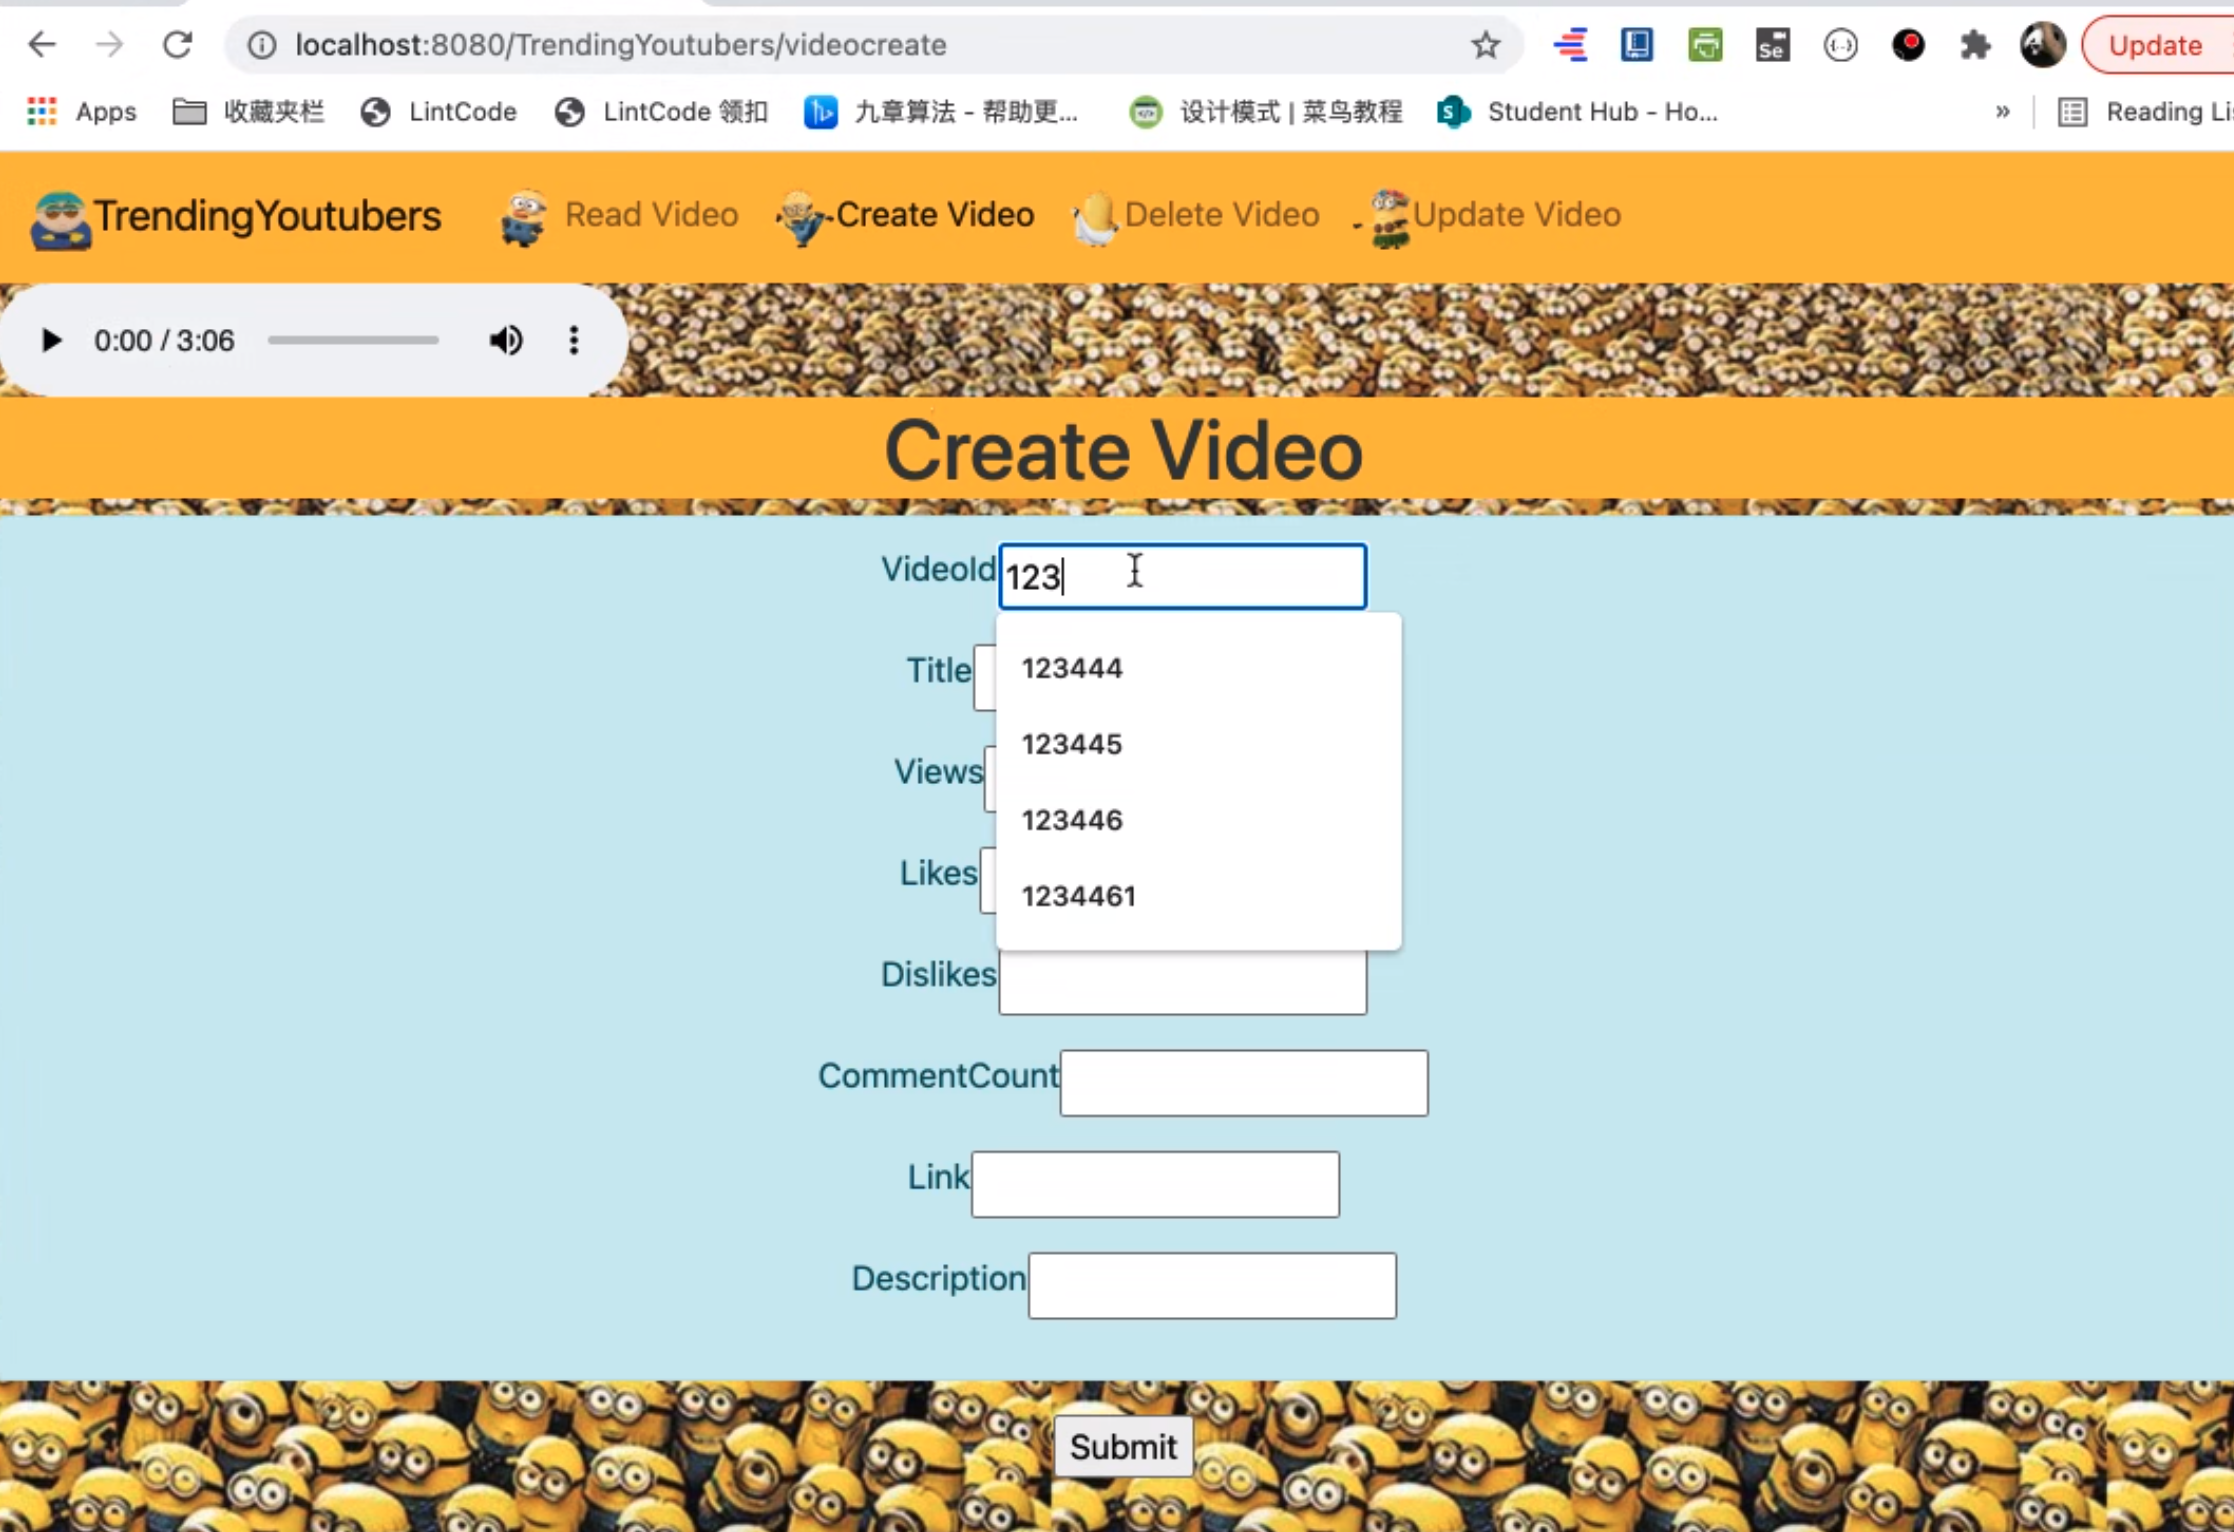 localhost:8080/TrendingYoutubers/videocreate
Se
Update
Apps
收藏夹栏
LintCode
LintCode 领扣
九章算法 - 帮助更...
设计模式 | 菜鸟教程
S
Student Hub - Ho...
»
Reading Li
TrendingYoutubers
Read Video
Create Video
Delete Video
Update Video
0:00 / 3:06
Create Video
VideoId 123
123444
Title
123445
Views
123446
Likes
1234461
Dislikes
CommentCount
Link
Description
Submit